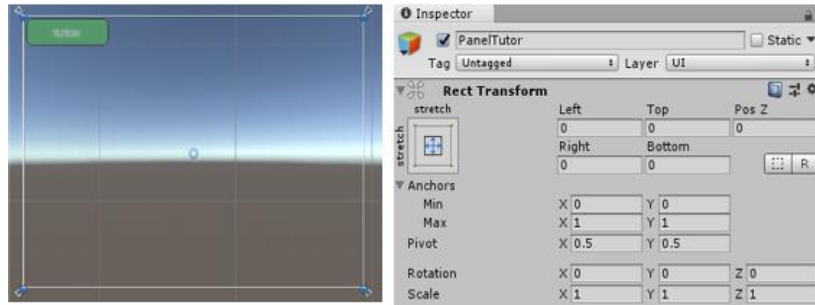 Inspector
PanelTutor Static
Tag Untagged Layer UI
Rect Transform
stretch Left Top Pos Z
stretch 0 0 0
Right Bottom
0 0 R
Anchors
Min X 0 Y 0
Max X 1 Y 1
Pivot X 0.5 Y 0.5
Rotation X 0 Y 0 Z 0
Scale X 1 Y 1 Z 1